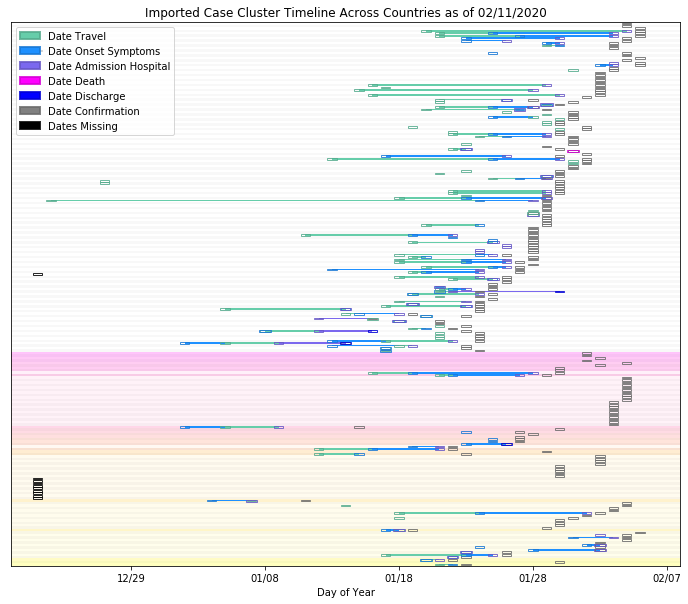 Imported Case Cluster Timeline Across Countries as of 02/11/2020
Date Travel
Date Onset Symptoms
Date Admission Hospital
Date Death
Date Discharge
Date Confirmation
Dates Missing
12/29 01/08 01/18 01/28 02/07
Day of Year